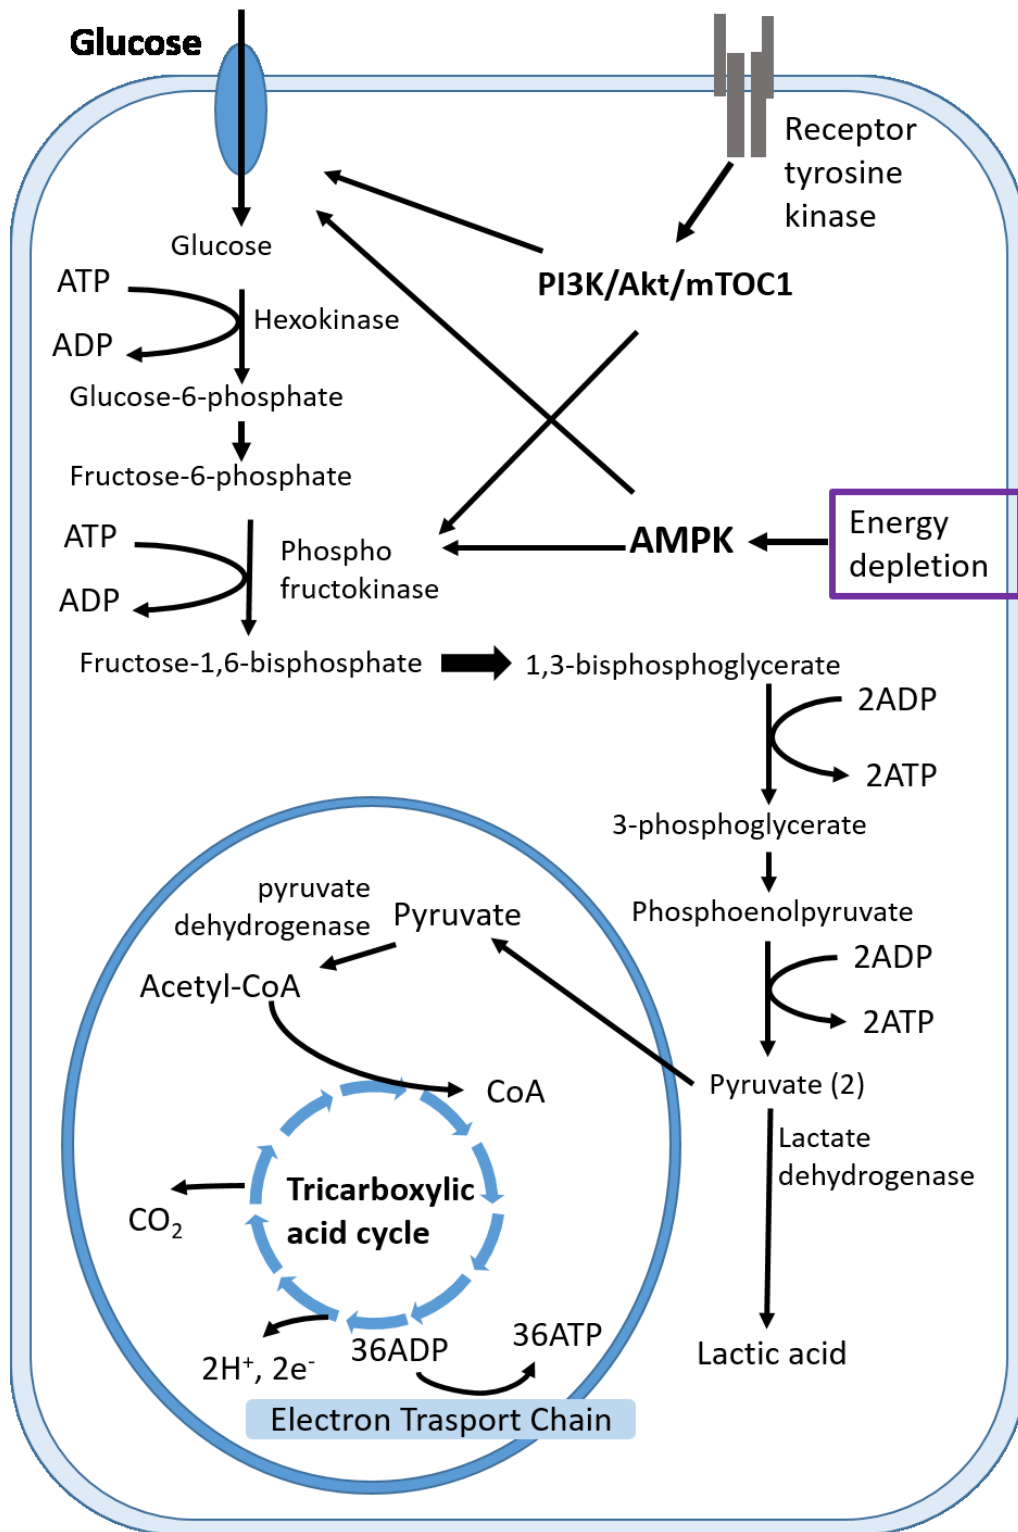 Glucose
Receptor
tyrosine
kinase
Glucose
PI3K/Akt/mTOC1
ATP
Hexokinase
ADP
Glucose-6-phosphate
Fructose-6-phosphate
ATP
Phospho
fructokinase
ADP
AMPK
Energy
depletion
Fructose-1,6-bisphosphate
1,3-bisphosphoglycerate
2ADP
2ATP
3-phosphoglycerate
Phosphoenolpyruvate
2ADP
2ATP
Pyruvate (2)
Lactate
dehydrogenase
Lactic acid
pyruvate
dehydrogenase
Pyruvate
Acetyl-CoA
CoA
Tricarboxylic
acid cycle
CO₂
2H⁺, 2e⁻
36ADP
36ATP
Electron Trasport Chain